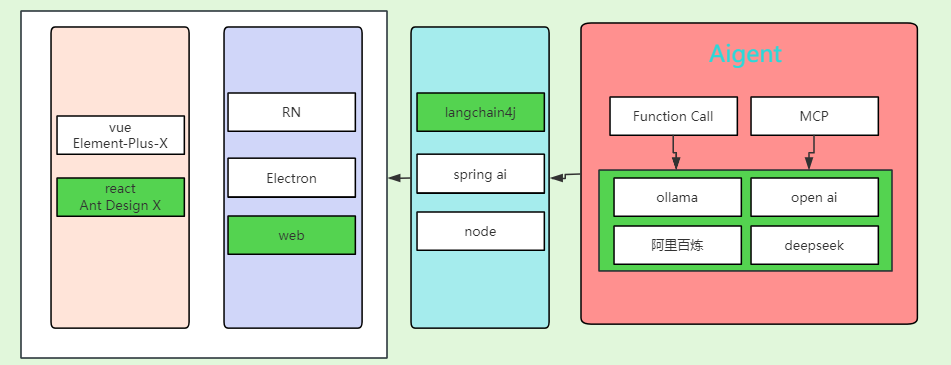 vue
Element-Plus-X
react
Ant Design X
RN
Electron
web
langchain4j
spring ai
node
Aigent
Function Call
MCP
ollama
open ai
阿里百炼
deepseek